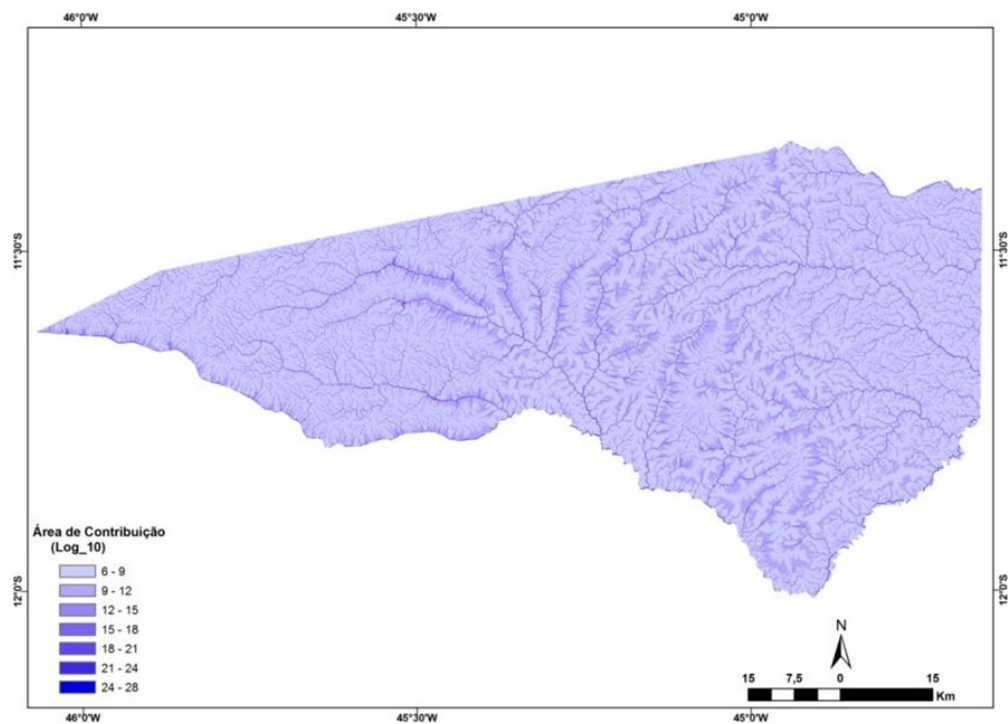 46°0'W 45°30'W 45°0'W
11°30'S 11°30'S
12°0'S 12°0'S
Área de Contribuição
(Log_10)
6 - 9
9 - 12
12 - 15
15 - 18
18 - 21
21 - 24
24 - 28
N
15 7,5 0 15
Km
46°0'W 45°30'W 45°0'W